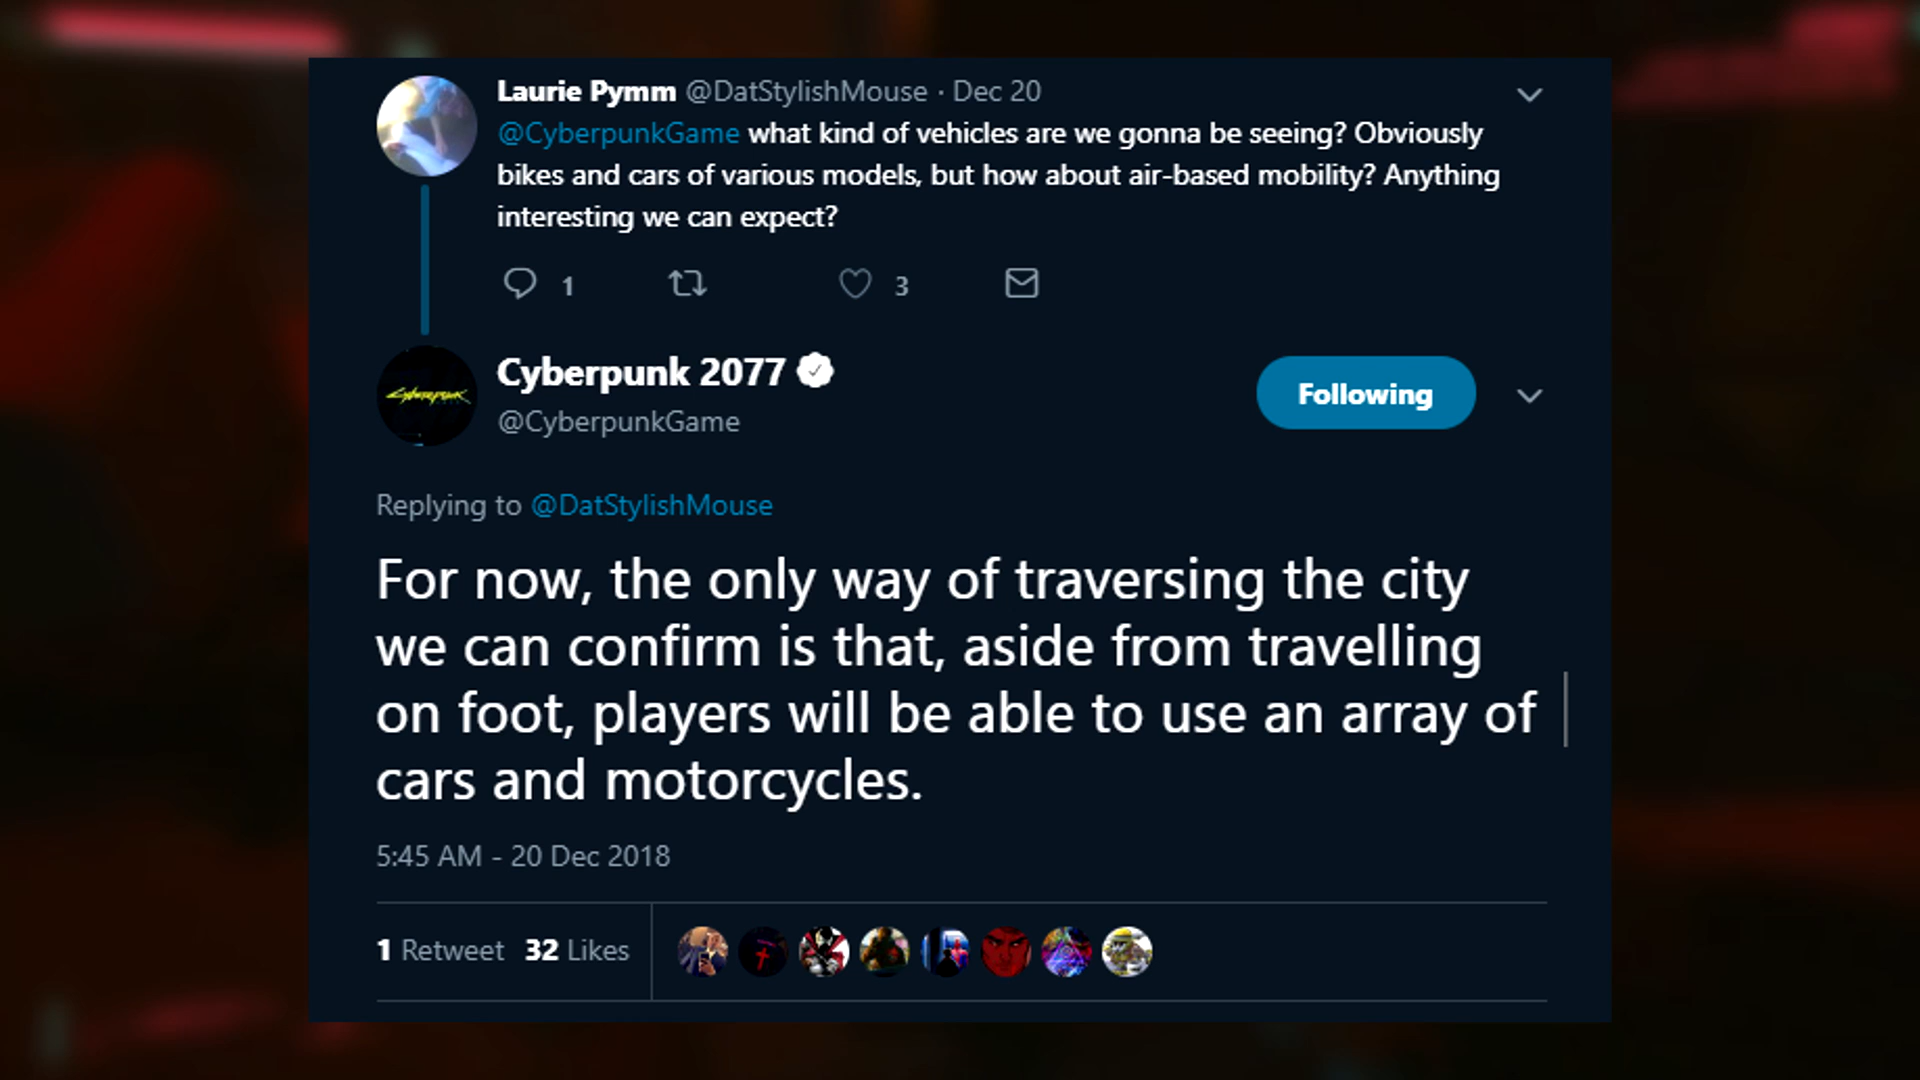 Laurie Pymm @DatStylishMouse · Dec 20
@CyberpunkGame what kind of vehicles are we gonna be seeing? Obviously
bikes and cars of various models, but how about air-based mobility? Anything
interesting we can expect?
1 3
Cyberpunk
Cyberpunk 2077
@CyberpunkGame
Following
Replying to @DatStylishMouse
For now, the only way of traversing the city
we can confirm is that, aside from travelling
on foot, players will be able to use an array of
cars and motorcycles.
5:45 AM - 20 Dec 2018
1 Retweet 32 Likes